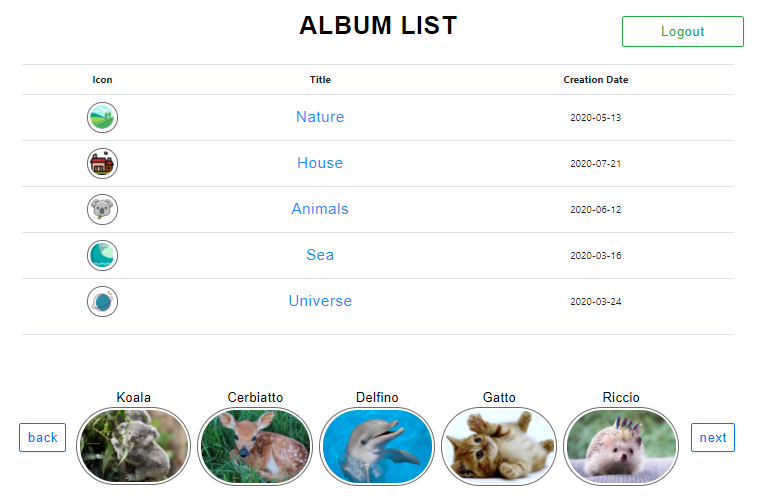 ALBUM LIST
Logout
Icon Title Creation Date
Nature 2020-05-13
House 2020-07-21
Animals 2020-06-12
Sea 2020-03-16
Universe 2020-03-24
Koala Cerbiatto Delfino Gatto Riccio
back next